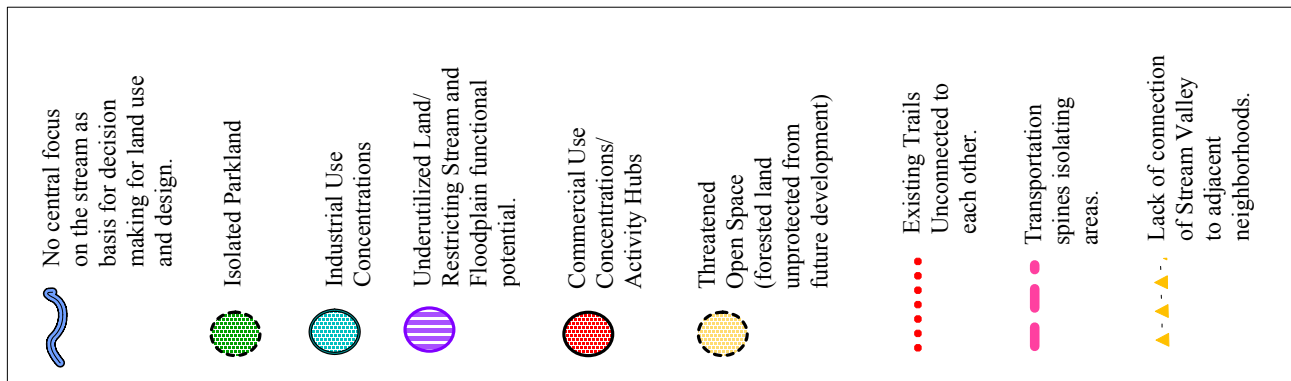 No central focus
on the stream as
basis for decision
making for land use
and design.
Isolated Parkland
Industrial Use
Concentrations
Underutilized Land/
Restricting Stream and
Floodplain functional
potential.
Commercial Use
Concentrations/
Activity Hubs
Threatened
Open Space
(forested land
unprotected from
future development)
Existing Trails
Unconnected to
each other.
Transportation
spines isolating
areas.
Lack of connection
of Stream Valley
to adjacent
neighborhoods.